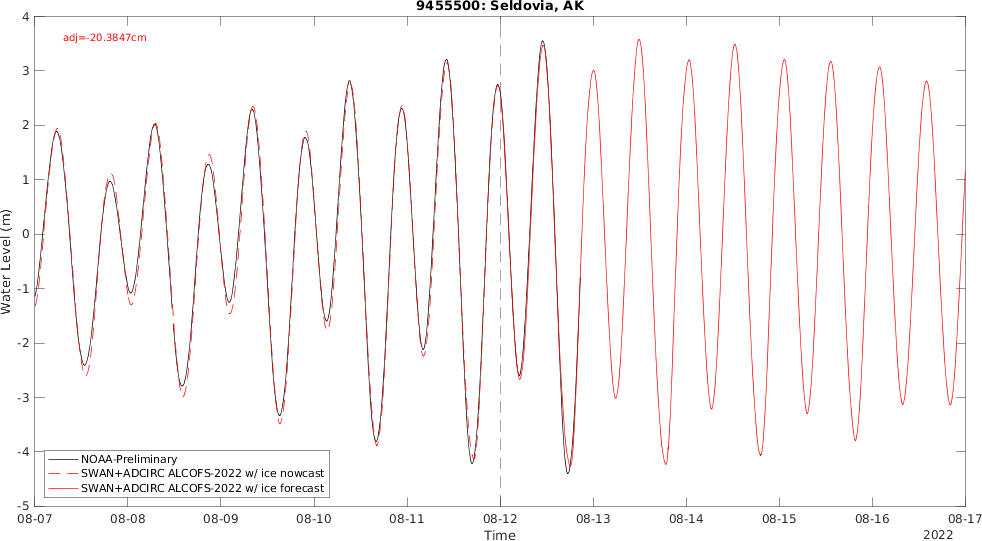 9455500: Seldovia, AK
adj=-20.3847cm
4
3
2
1
0
-1
-2
-3
-4
-5
Water Level (m)
NOAA-Preliminary
SWAN+ADCIRC ALCOFS-2022 w/ ice nowcast
SWAN+ADCIRC ALCOFS-2022 w/ ice forecast
08-07 08-08 08-09 08-10 08-11 08-12 08-13 08-14 08-15 08-16 08-17
Time
2022